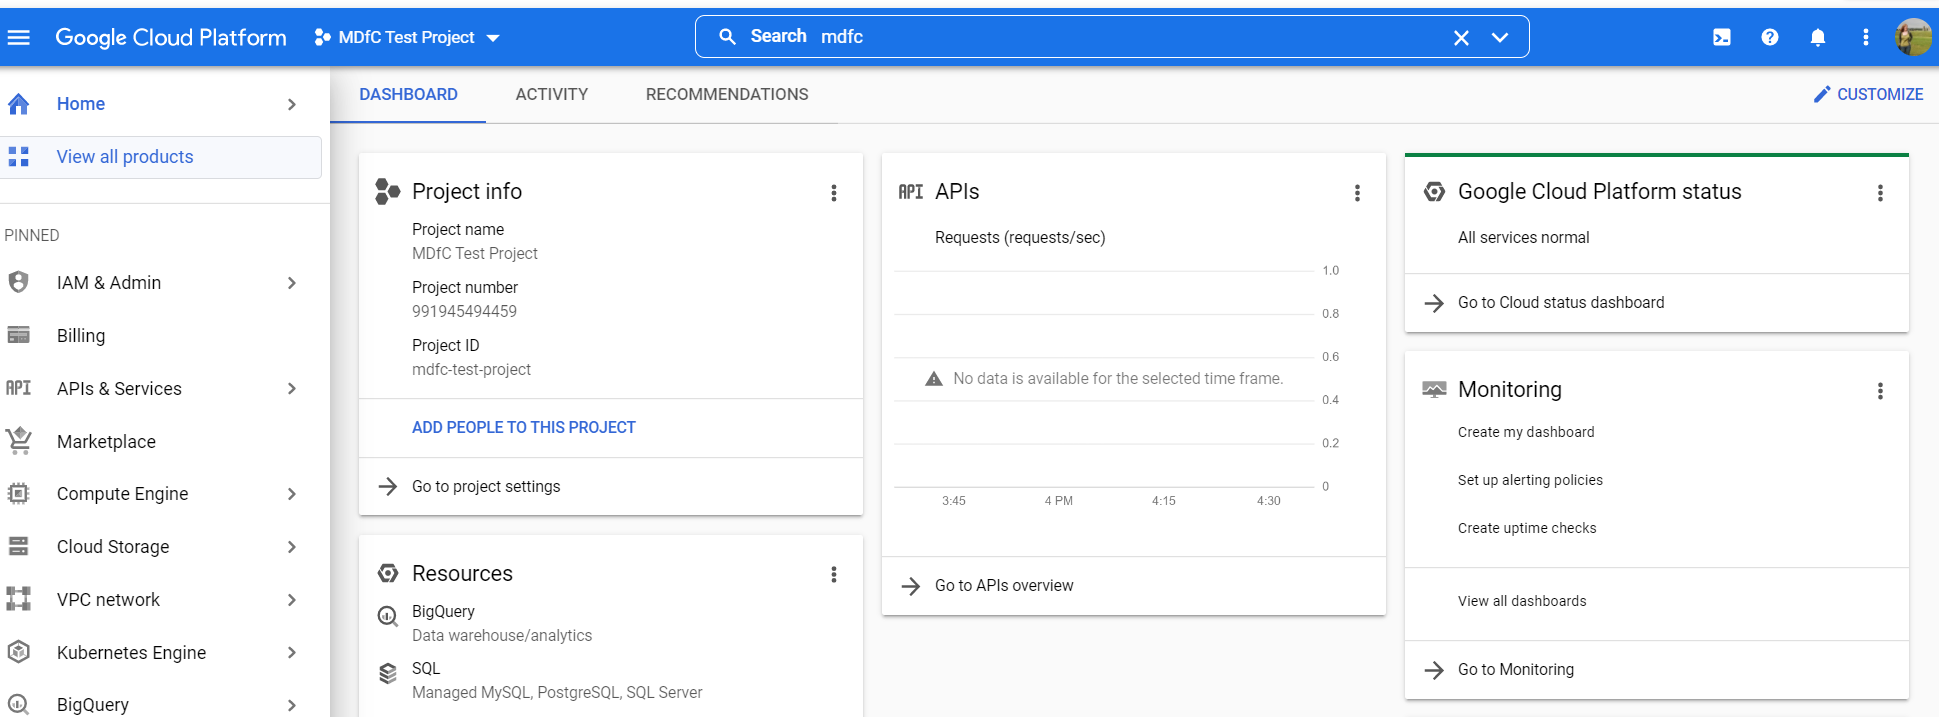 Google Cloud Platform
MDfC Test Project
Search mdfc
Home
View all products
PINNED
IAM & Admin
Billing
API APIs & Services
Marketplace
Compute Engine
Cloud Storage
VPC network
Kubernetes Engine
BigQuery
DASHBOARD
ACTIVITY
RECOMMENDATIONS
CUSTOMIZE
Project info
Project name
MDfC Test Project
Project number
991945494459
Project ID
mdfc-test-project
ADD PEOPLE TO THIS PROJECT
Go to project settings
Resources
BigQuery
Data warehouse/analytics
SQL
Managed MySQL, PostgreSQL, SQL Server
API APIs
Requests (requests/sec)
1.0
0.8
0.6
No data is available for the selected time frame.
0.4
0.2
0
3:45 4 PM 4:15 4:30
Go to APIs overview
Google Cloud Platform status
All services normal
Go to Cloud status dashboard
Monitoring
Create my dashboard
Set up alerting policies
Create uptime checks
View all dashboards
Go to Monitoring